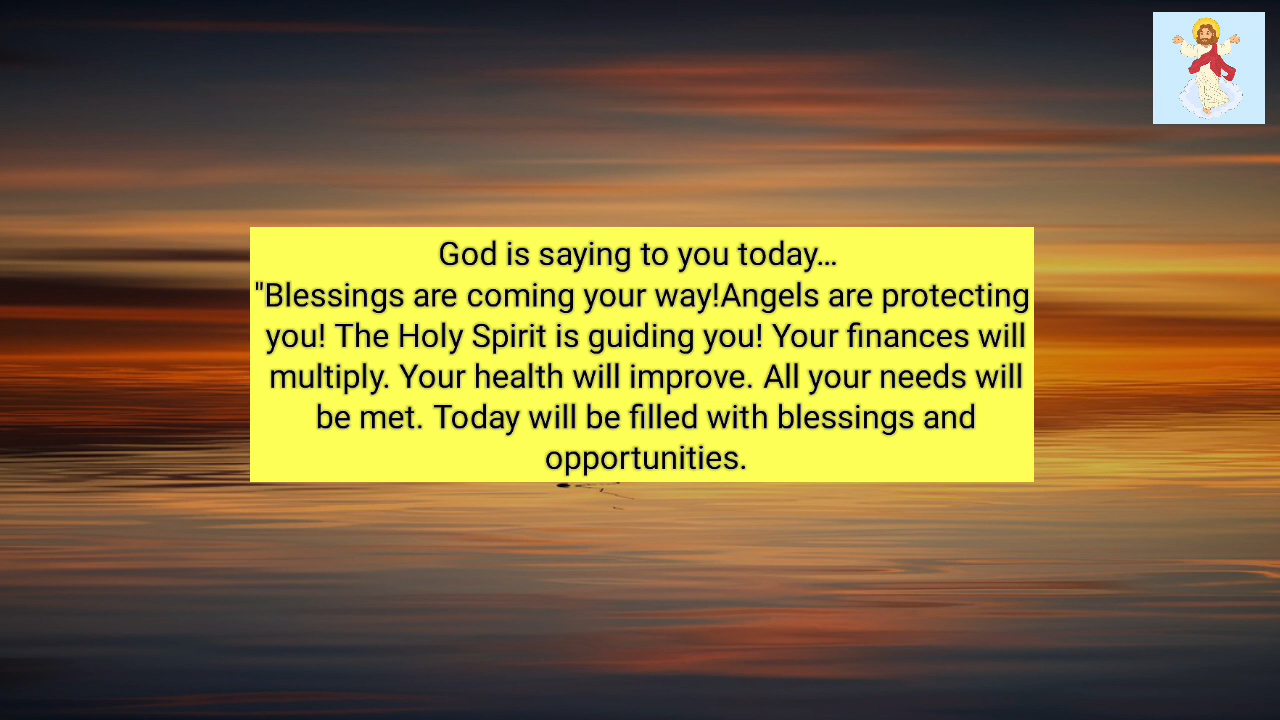 God is saying to you today...
"Blessings are coming your way!Angels are protecting
you! The Holy Spirit is guiding you! Your finances will
multiply. Your health will improve. All your needs will
be met. Today will be filled with blessings and
opportunities.